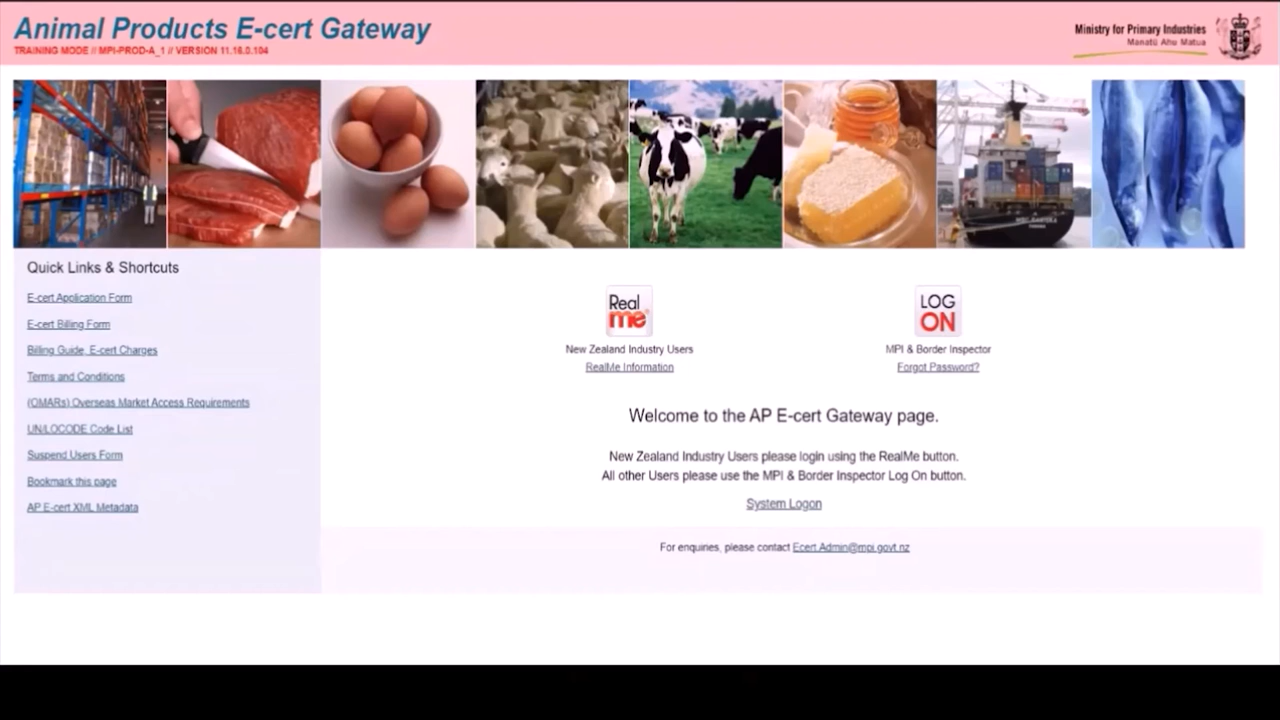 Animal Products E-cert Gateway
TRAINING MODE // MPI-PROD-A_1 // VERSION 11.16.0.104
Ministry for Primary Industries
Manatū Ahu Matua
Quick Links & Shortcuts
E-cert Application Form
E-cert Billing Form
Billing Guide, E-cert Charges
Terms and Conditions
(OMARs) Overseas Market Access Requirements
UN/LOCODE Code List
Suspend Users Form
Bookmark this page
AP E-cert XML Metadata
Real
me
New Zealand Industry Users
RealMe Information
LOG
ON
MPI & Border Inspector
Forgot Password?
Welcome to the AP E-cert Gateway page.
New Zealand Industry Users please login using the RealMe button.
All other Users please use the MPI & Border Inspector Log On button.
System Logon
For enquires, please contact Ecert.Admin@mpi.govt.nz